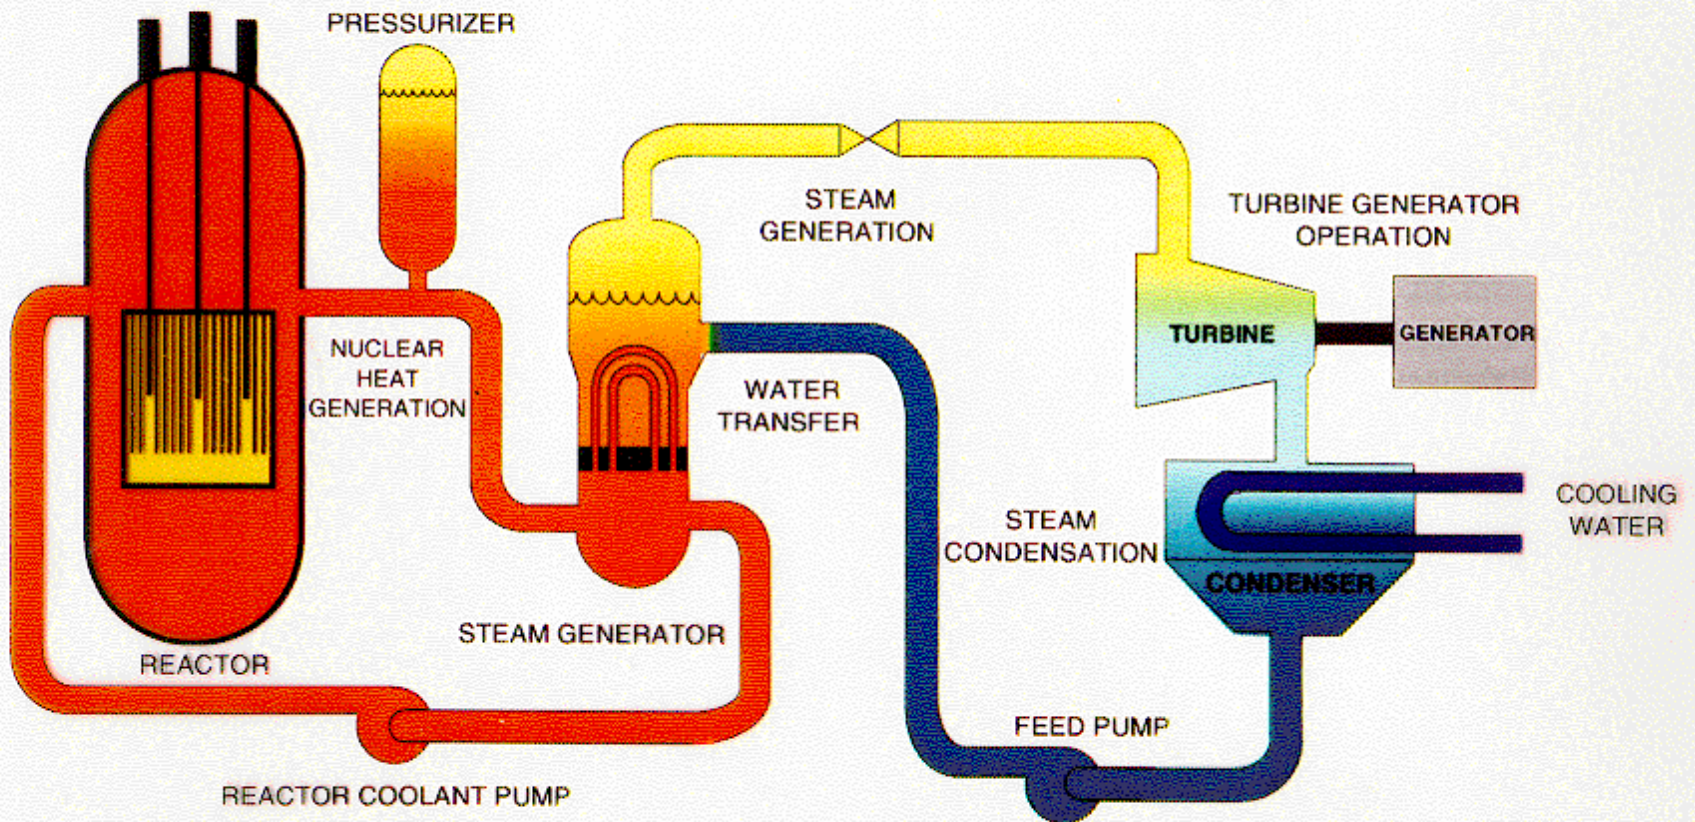 PRESSURIZER
STEAM
GENERATION
TURBINE GENERATOR
OPERATION
NUCLEAR
HEAT
GENERATION
TURBINE
GENERATOR
WATER
TRANSFER
STEAM
CONDENSATION
COOLING
WATER
CONDENSER
STEAM GENERATOR
REACTOR
FEED PUMP
REACTOR COOLANT PUMP